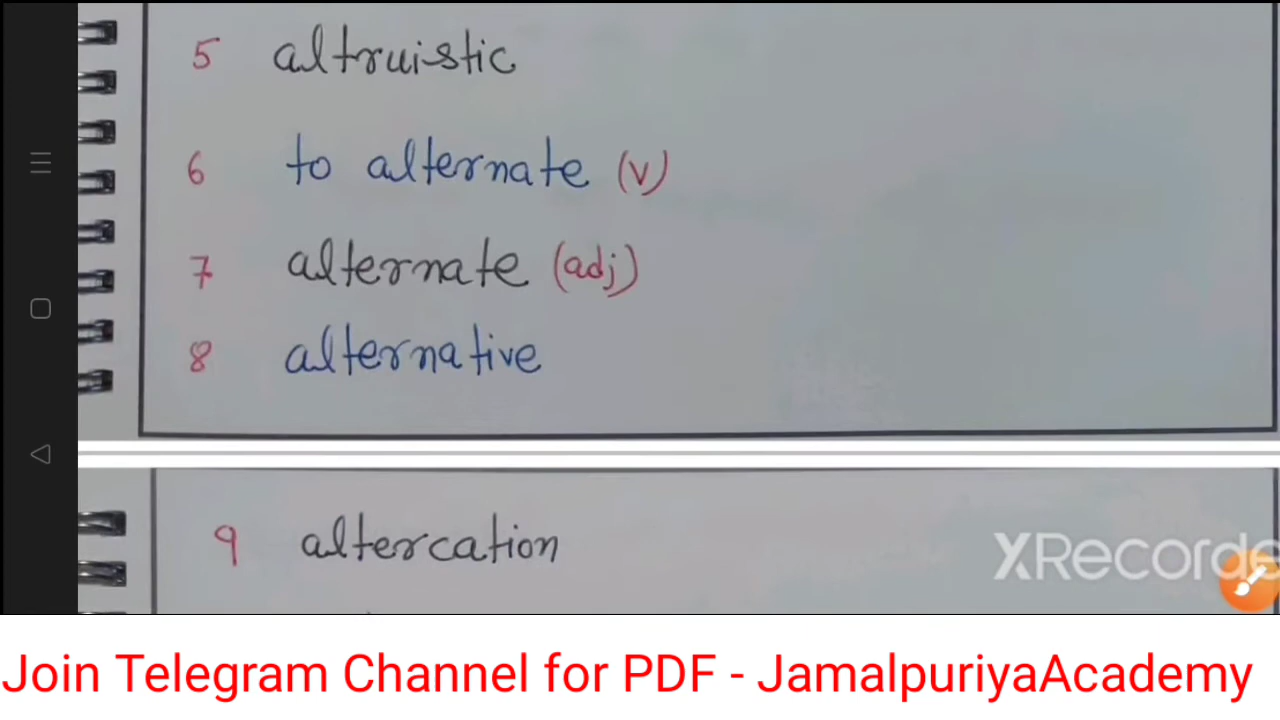 5 altruistic
6 to alternate (v)
7 alternate (adj)
8 alternative
9 altercation
XRecorde
Join Telegram Channel for PDF - JamalpuriyaAcademy